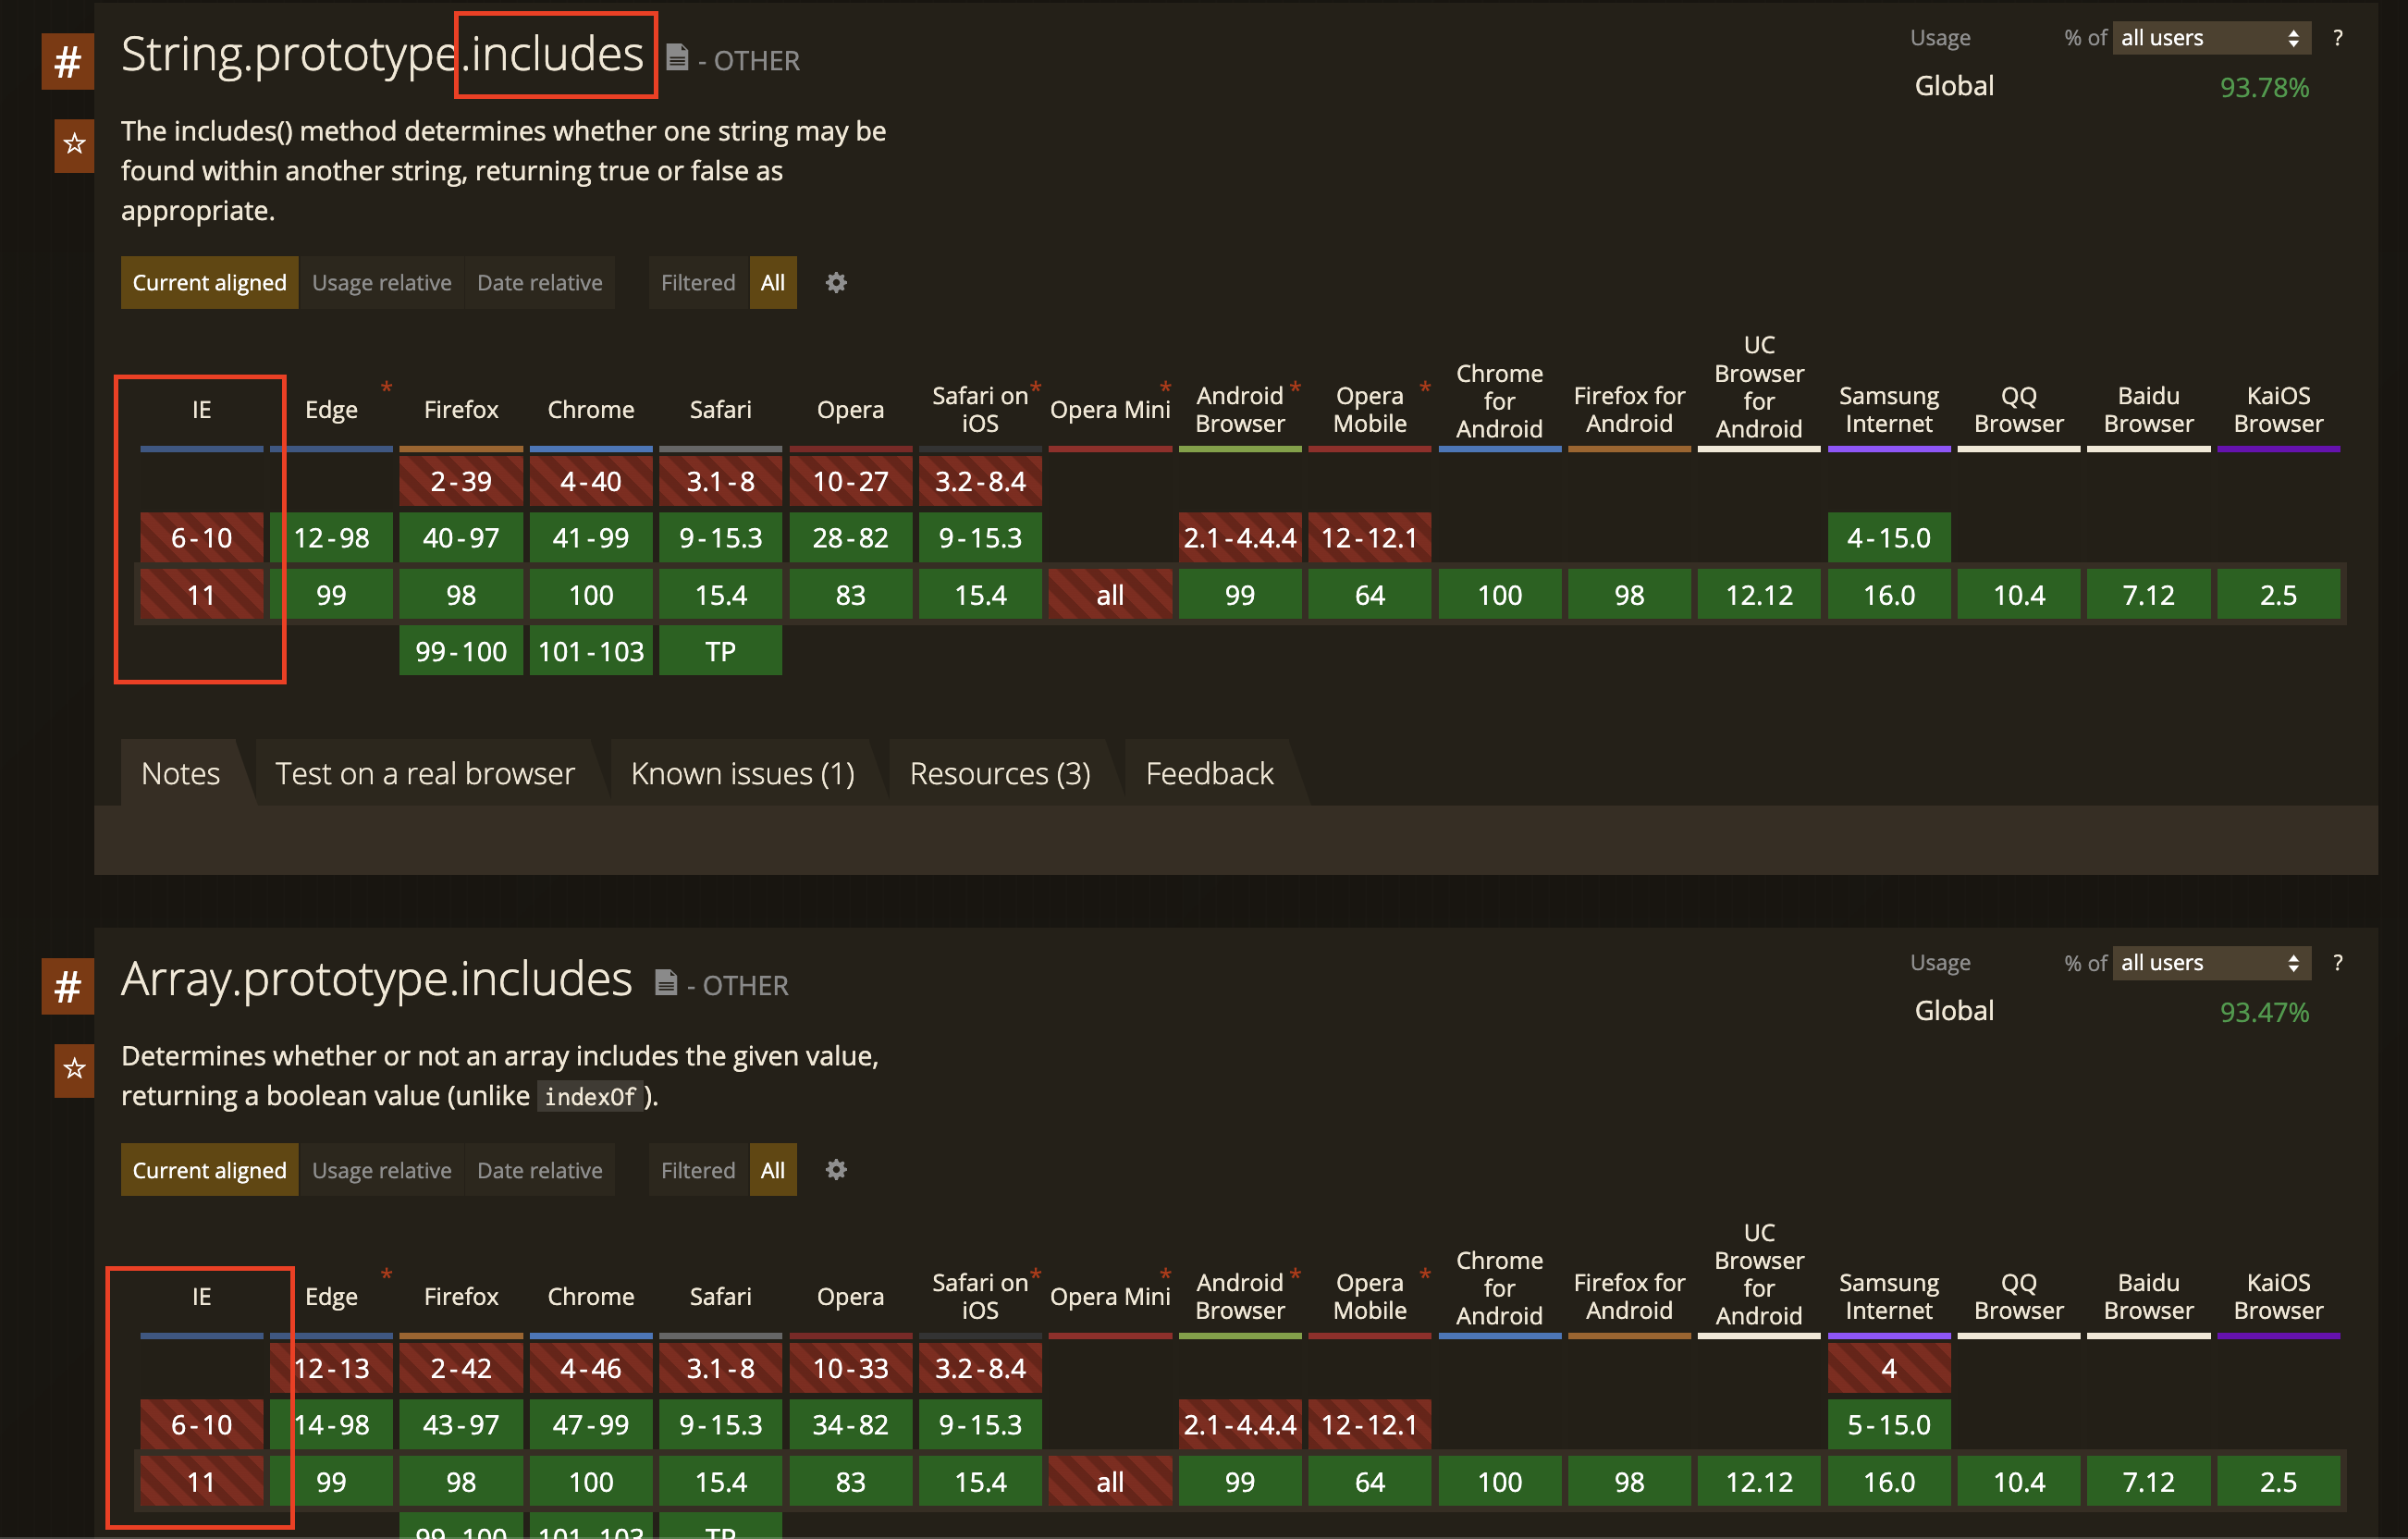 # String.prototype.includes - OTHER
Usage % of all users ?
Global 93.78%
☆ The includes() method determines whether one string may be
found within another string, returning true or false as
appropriate.
Current aligned Usage relative Date relative Filtered All
IE Edge * Firefox Chrome Safari Opera Safari on iOS * Opera Mini * Android Browser * Opera Mobile * Chrome for Android Firefox for Android UC Browser for Android Samsung Internet QQ Browser Baidu Browser KaiOS Browser
2-39 4-40 3.1-8 10-27 3.2-8.4
6-10 12-98 40-97 41-99 9-15.3 28-82 9-15.3 2.1-4.4.4 12-12.1 4-15.0
11 99 98 100 15.4 83 15.4 all 99 64 100 98 12.12 16.0 10.4 7.12 2.5
99-100 101-103 TP
Notes Test on a real browser Known issues (1) Resources (3) Feedback
# Array.prototype.includes - OTHER
Usage % of all users ?
Global 93.47%
☆ Determines whether or not an array includes the given value,
returning a boolean value (unlike indexOf ).
Current aligned Usage relative Date relative Filtered All
IE Edge * Firefox Chrome Safari Opera Safari on iOS * Opera Mini * Android Browser * Opera Mobile * Chrome for Android Firefox for Android UC Browser for Android Samsung Internet QQ Browser Baidu Browser KaiOS Browser
12-13 2-42 4-46 3.1-8 10-33 3.2-8.4 4
6-10 14-98 43-97 47-99 9-15.3 34-82 9-15.3 2.1-4.4.4 12-12.1 5-15.0
11 99 98 100 15.4 83 15.4 all 99 64 100 98 12.12 16.0 10.4 7.12 2.5
99-100 101-103 TP